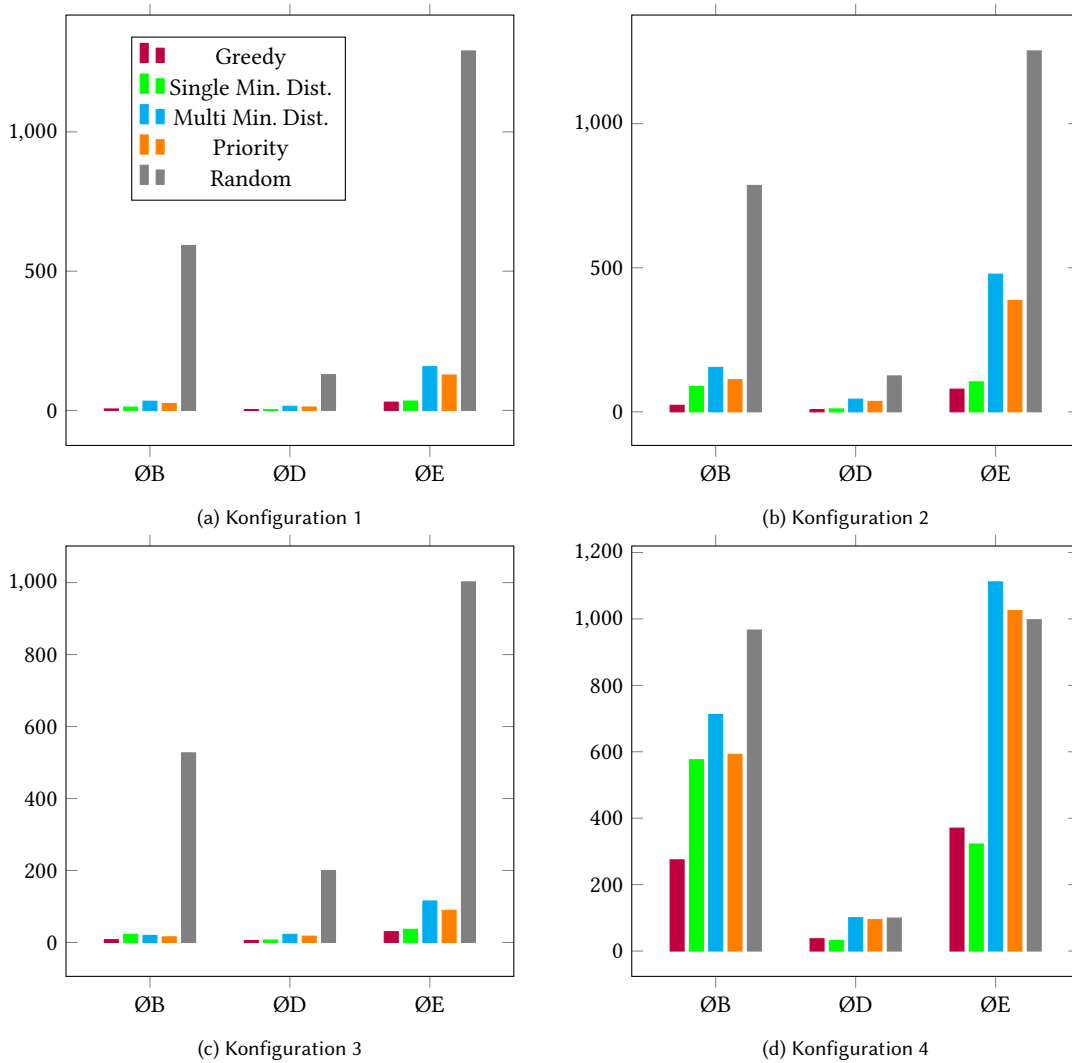 Greedy
Single Min. Dist.
Multi Min. Dist.
Priority
Random
1,000
500
0
ØB ØD ØE
(a) Konfiguration 1
1,000
500
0
ØB ØD ØE
(b) Konfiguration 2
1,000
800
600
400
200
0
ØB ØD ØE
(c) Konfiguration 3
1,200
1,000
800
600
400
200
0
ØB ØD ØE
(d) Konfiguration 4